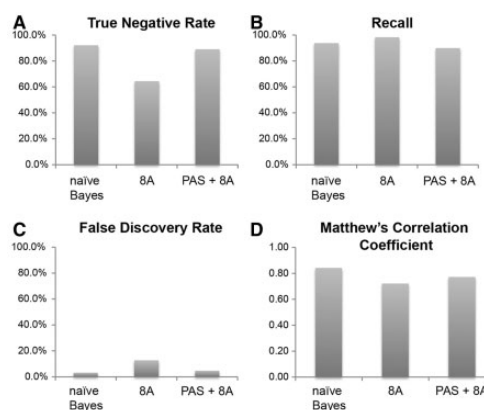 A
True Negative Rate
100.0%
80.0%
60.0%
40.0%
20.0%
0.0%
naïve
Bayes
8A
PAS + 8A
B
Recall
100.0%
80.0%
60.0%
40.0%
20.0%
0.0%
naïve
Bayes
8A
PAS + 8A
C
False Discovery Rate
100.0%
80.0%
60.0%
40.0%
20.0%
0.0%
naïve
Bayes
8A
PAS + 8A
D
Matthew's Correlation
Coefficient
1.00
0.80
0.60
0.40
0.20
0.00
naïve
Bayes
8A
PAS + 8A